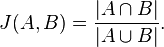 J(A, B) = |A ∩ B| / |A ∪ B|.